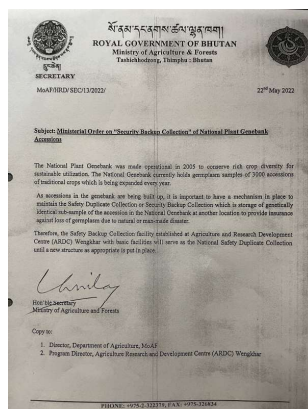 ROYAL GOVERNMENT OF BHUTAN
Ministry of Agriculture & Forests
Tashichhodzong, Thimphu : Bhutan
SECRETARY
MoAF/HRD/ SEC/13/2022/ 22nd May 2022
Subject: Ministerial Order on "Security Backup Collection" of National Plant Genebank
Accessions
The National Plant Genebank was made operational in 2005 to conserve rich crop diversity for
sustainable utilization. The National Genebank currently holds germplasm samples of 3000 accessions
of traditional crops which is being expanded every year.
As accessions in the genebank are being built up, it is important to have a mechanism in place to
maintain the Safety Duplicate Collection or Security Backup Collection which is storage of genetically
identical sub-sample of the accession in the National Genebank at another location to provide insurance
against loss of germplasm due to natural or man-made disaster.
Therefore, the Safety Backup Collection facility established at Agriculture and Research Development
Centre (ARDC) Wengkhar with basic facilities will serve as the National Safety Duplicate Collection
until a new structure as appropriate is put in place.
Hon'ble Secretary
Ministry of Agriculture and Forests
Copy to:
1. Director, Department of Agriculture, MoAF
2. Program Director, Agriculture Research and Development Centre (ARDC) Wengkhar
PHONE: +975-2-322379, FAX: +975-326834